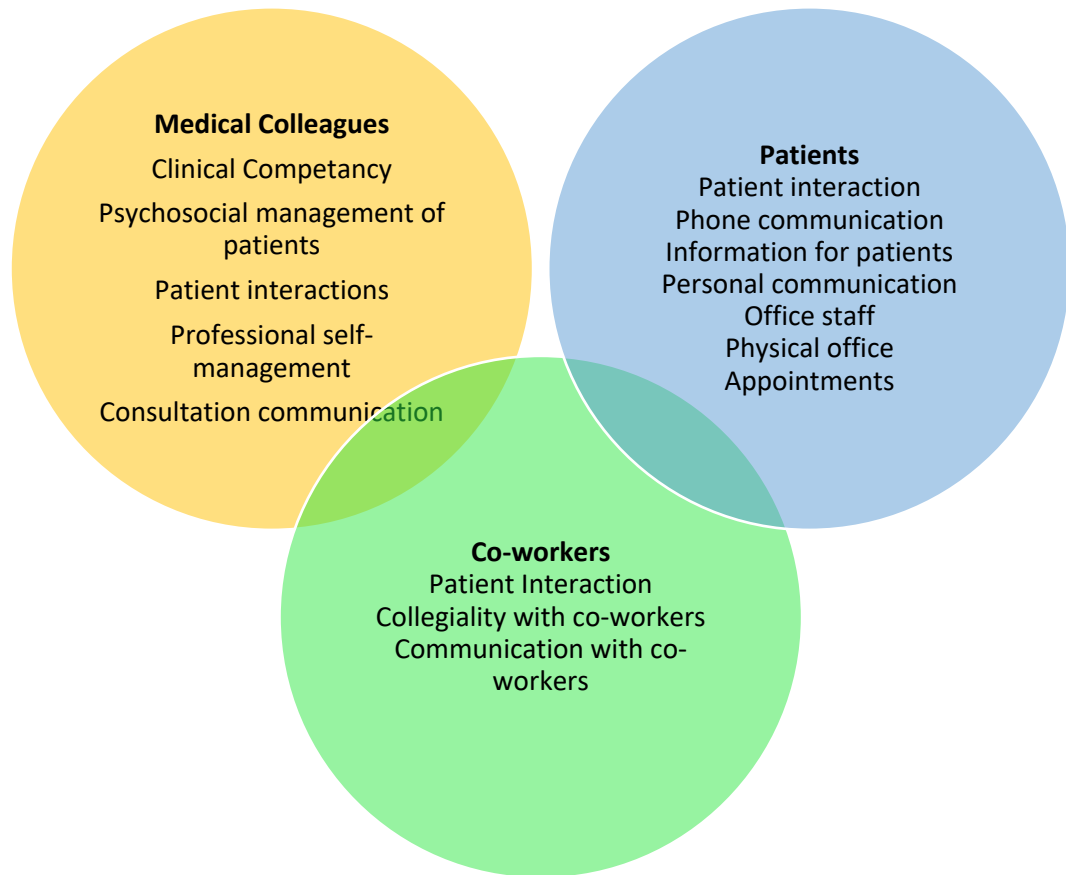 Medical Colleagues
Clinical Competancy
Psychosocial management of
patients
Patient interactions
Professional self-
management
Consultation communication
Patients
Patient interaction
Phone communication
Information for patients
Personal communication
Office staff
Physical office
Appointments
Co-workers
Patient Interaction
Collegiality with co-workers
Communication with co-
workers